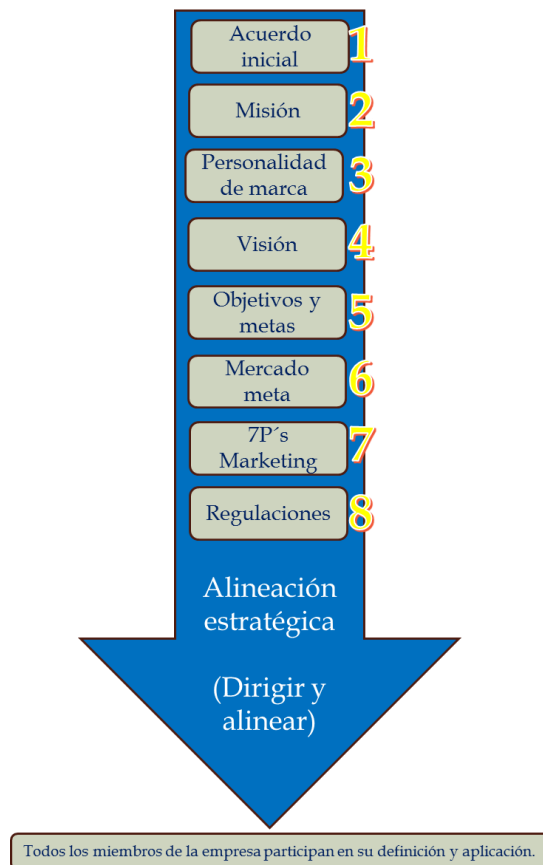 Acuerdo
inicial
1
Misión
2
Personalidad
de marca
3
Visión
4
Objetivos y
metas
5
Mercado
meta
6
7P´s
Marketing
7
Regulaciones
8
Alineación
estratégica
(Dirigir y
alinear)
Todos los miembros de la empresa participan en su definición y aplicación.